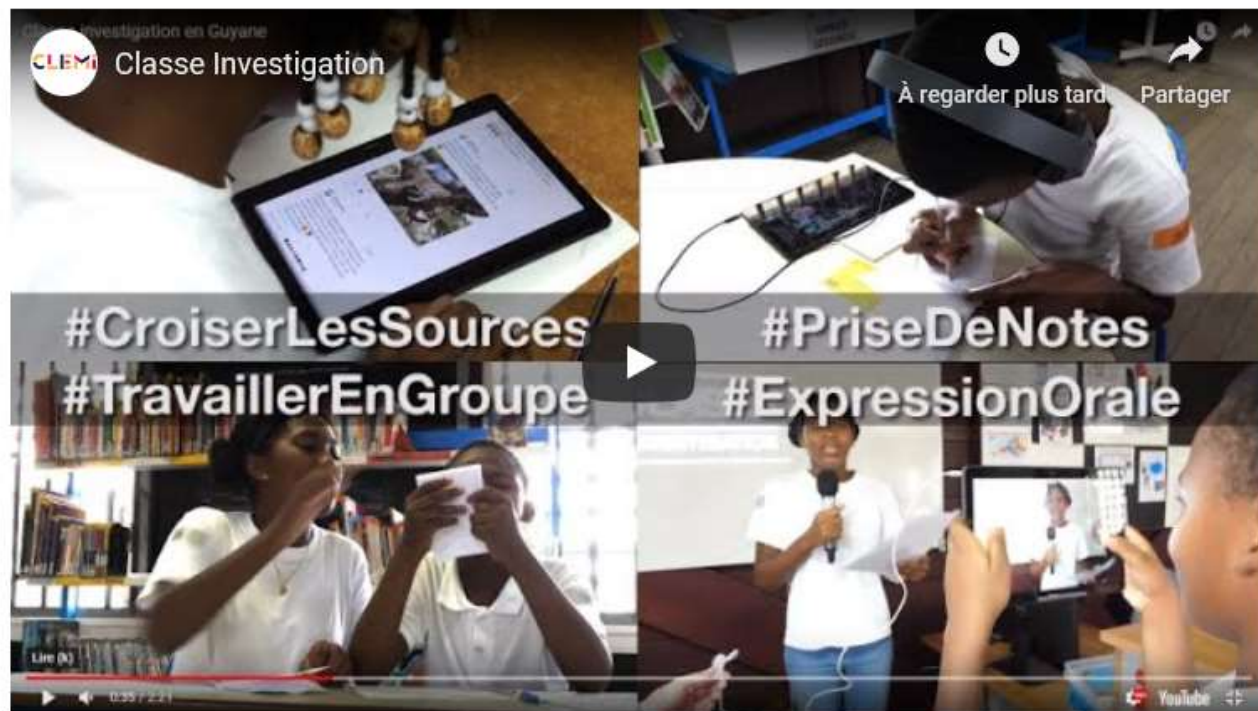 Classe Investigation en Guyane
CLEMI
Classe Investigation
À regarder plus tard
Partager
#CroiserLesSources
#PriseDeNotes
#TravaillerEnGroupe
#ExpressionOrale
Lire (k)
0:35 / 2:21
YouTube